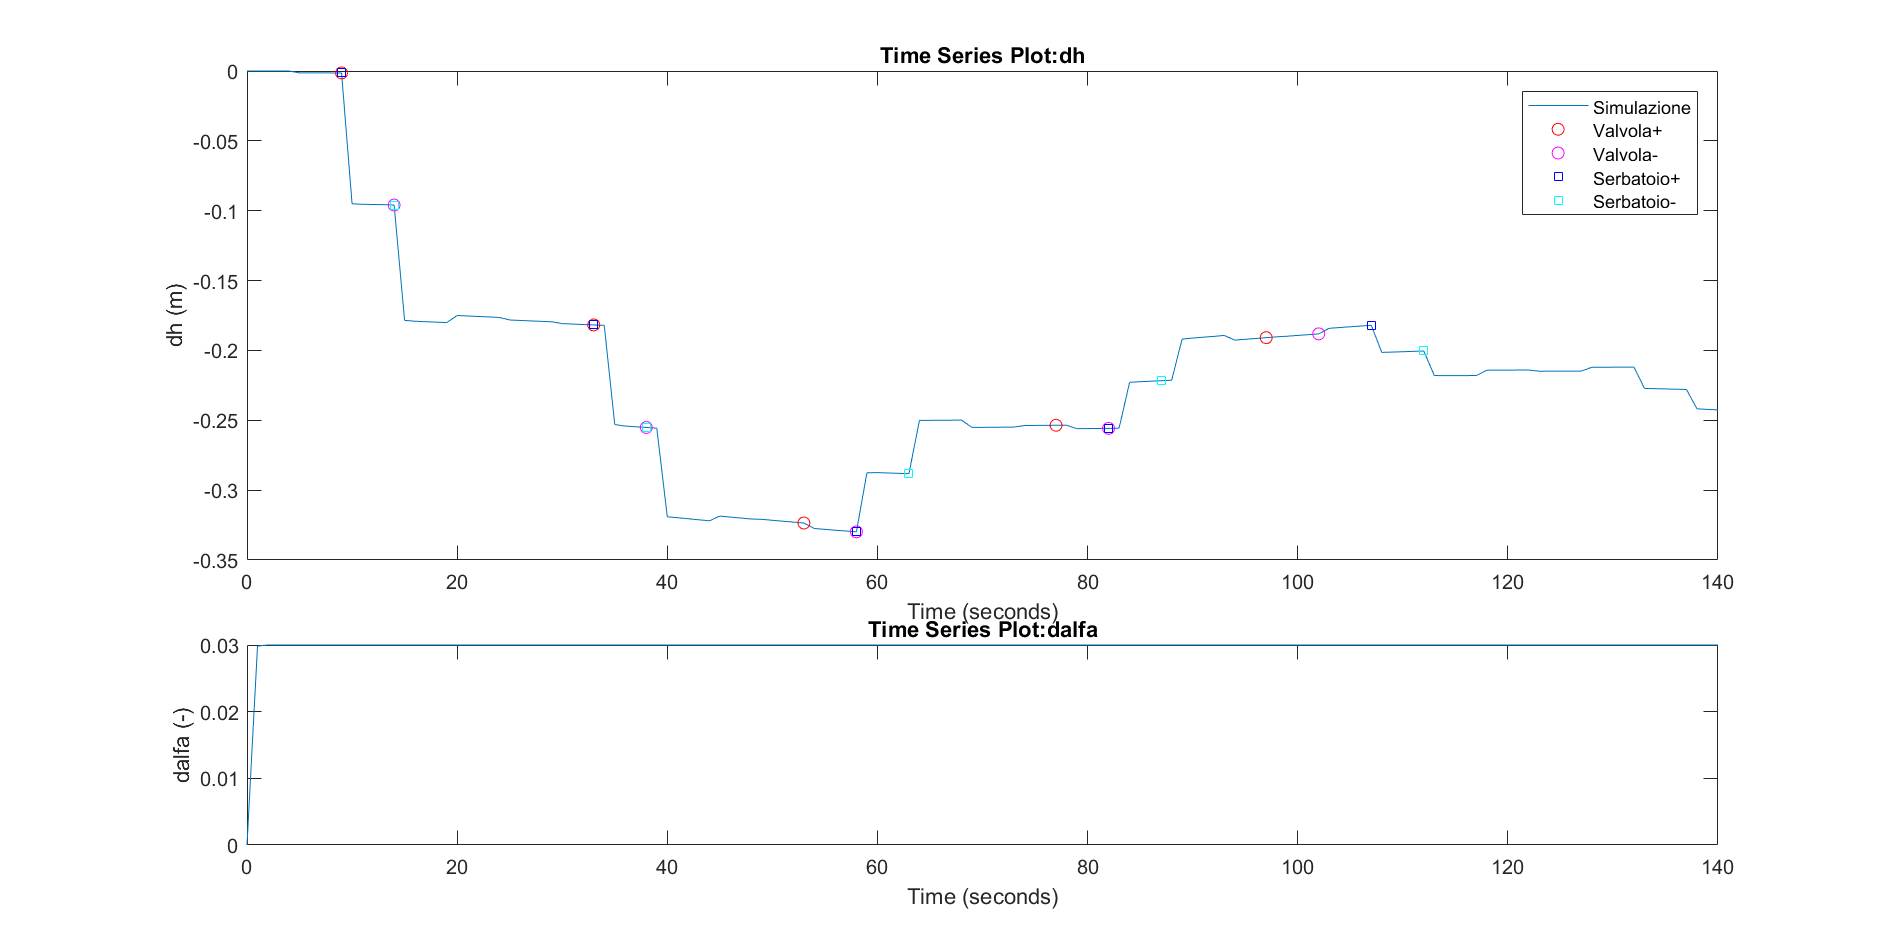 Time Series Plot:dh
0
-0.05
-0.1
-0.15
-0.2
-0.25
-0.3
-0.35
dh (m)
Simulazione
Valvola+
Valvola-
Serbatoio+
Serbatoio-
0 20 40 60 80 100 120 140
Time (seconds)
Time Series Plot:dalfa
0.03
0.02
0.01
0
dalfa (-)
0 20 40 60 80 100 120 140
Time (seconds)